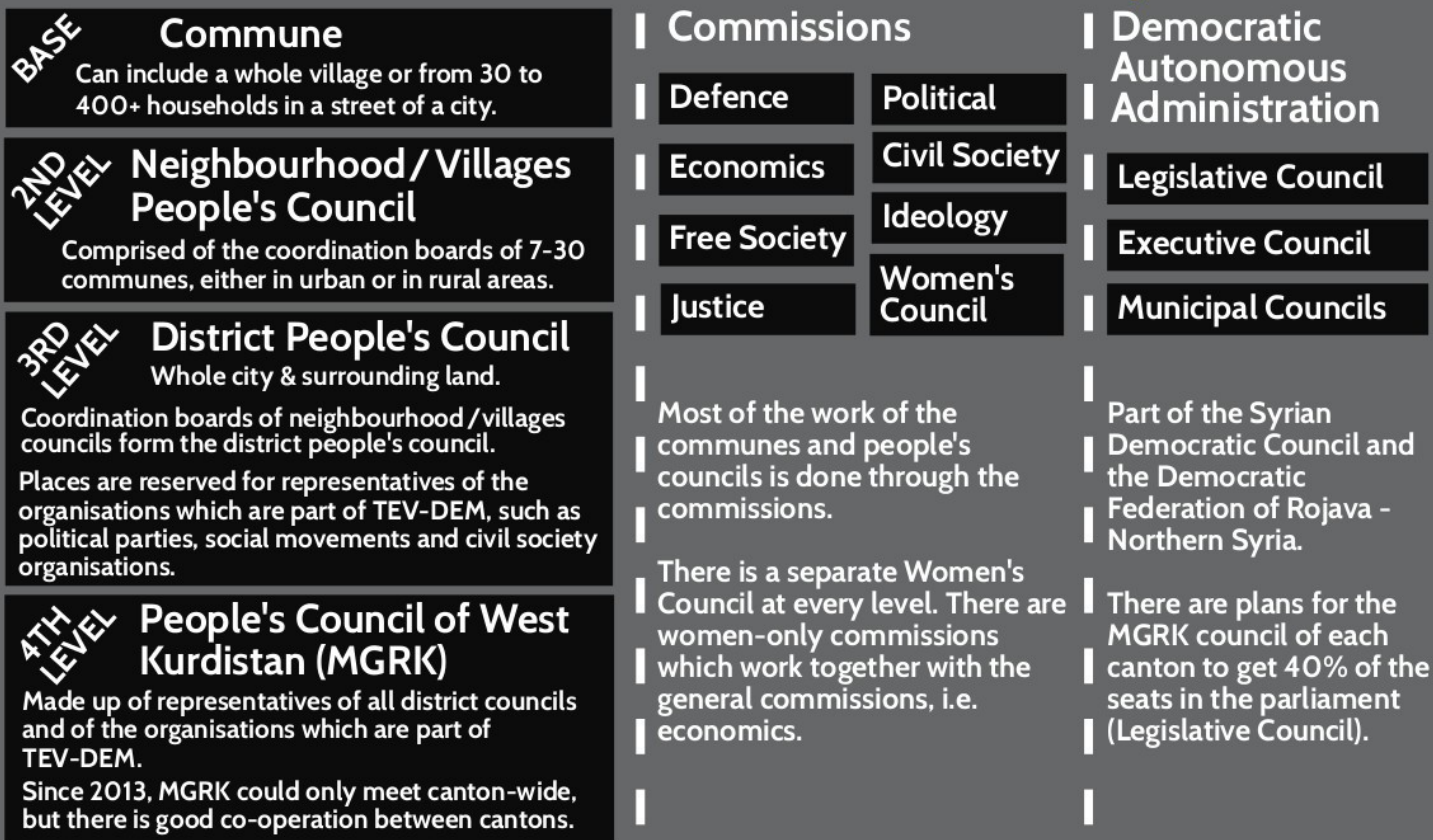 BASE
Commune
Can include a whole village or from 30 to
400+ households in a street of a city.
2ND
LEVEL
Neighbourhood/Villages
People's Council
Comprised of the coordination boards of 7-30
communes, either in urban or in rural areas.
3RD
LEVEL
District People's Council
Whole city & surrounding land.
Coordination boards of neighbourhood/villages
councils form the district people's council.
Places are reserved for representatives of the
organisations which are part of TEV-DEM, such as
political parties, social movements and civil society
organisations.
4TH
LEVEL
People's Council of West
Kurdistan (MGRK)
Made up of representatives of all district councils
and of the organisations which are part of
TEV-DEM.
Since 2013, MGRK could only meet canton-wide,
but there is good co-operation between cantons.
Commissions
Defence
Economics
Free Society
Justice
Political
Civil Society
Ideology
Women's
Council
Most of the work of the
communes and people's
councils is done through the
commissions.
There is a separate Women's
Council at every level. There are
women-only commissions
which work together with the
general commissions, i.e.
economics.
Democratic
Autonomous
Administration
Legislative Council
Executive Council
Municipal Councils
Part of the Syrian
Democratic Council and
the Democratic
Federation of Rojava -
Northern Syria.
There are plans for the
MGRK council of each
canton to get 40% of the
seats in the parliament
(Legislative Council).